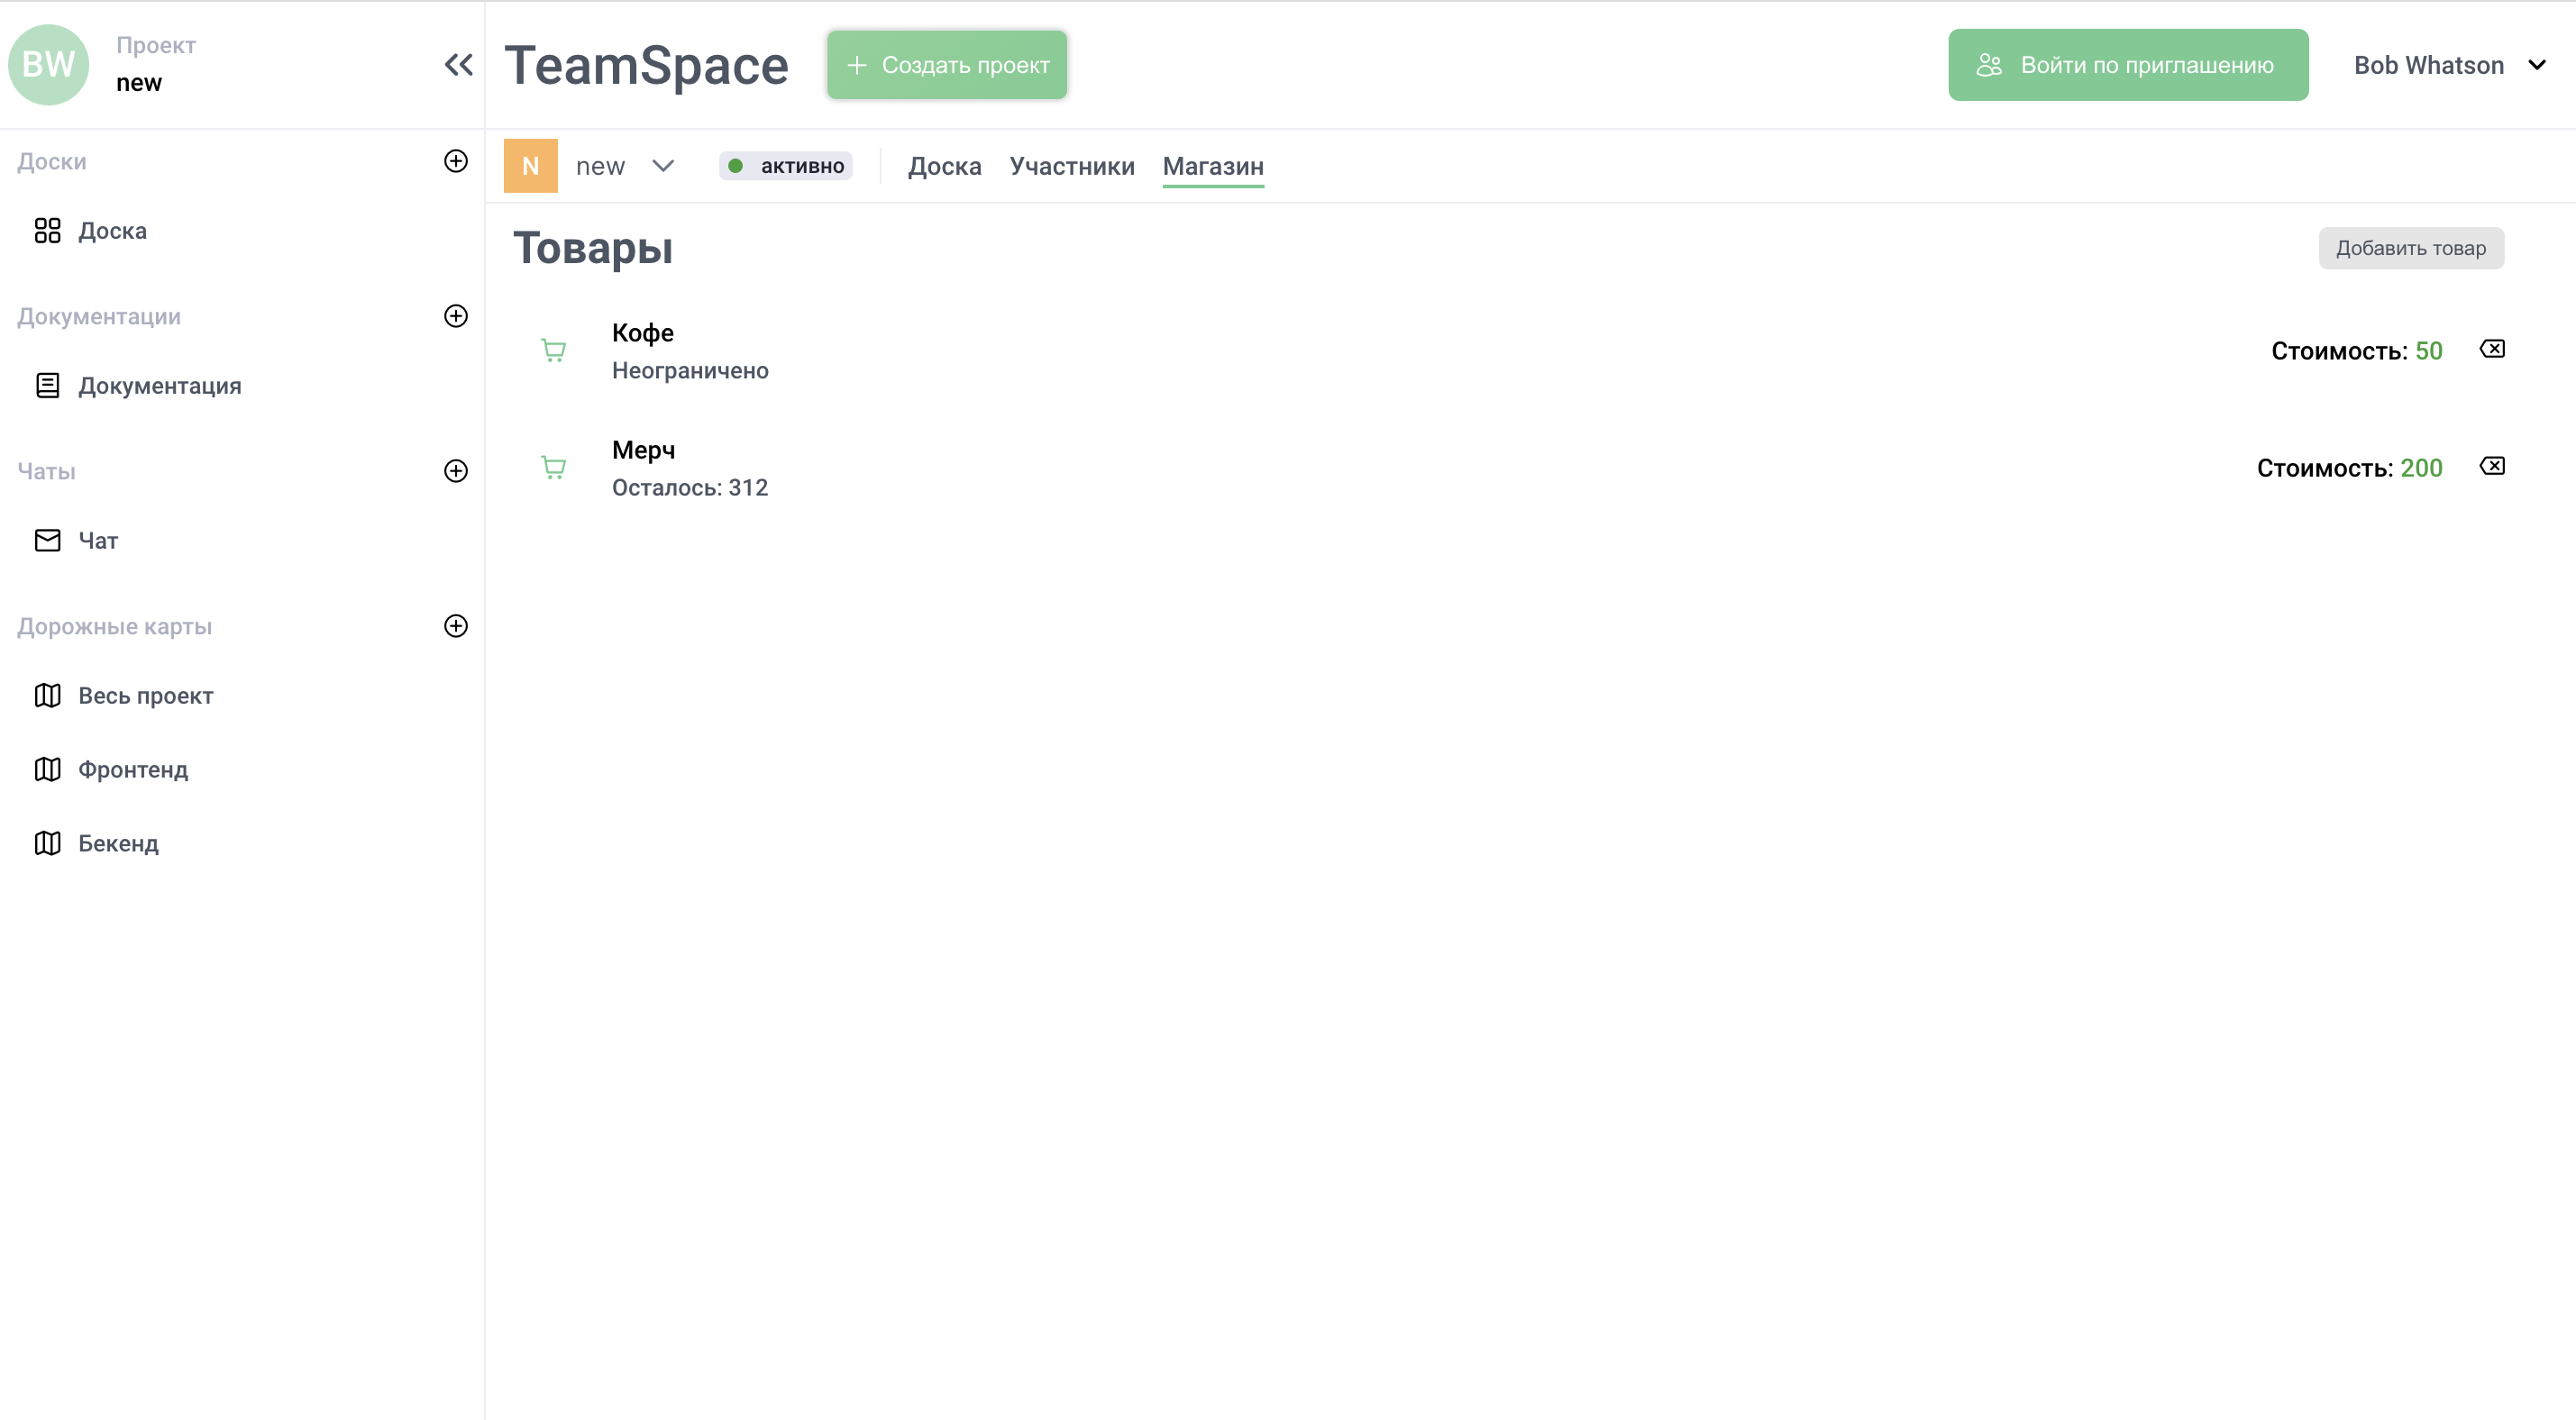 BW
Проект
new
TeamSpace
Создать проект
Войти по приглашению
Bob Whatson
Доски
Доска
Документации
Документация
Чаты
Чат
Дорожные карты
Весь проект
Фронтенд
Бекенд
N
new
активно
Доска
Участники
Магазин
Товары
Добавить товар
Кофе
Неограничено
Стоимость: 50
Мерч
Осталось: 312
Стоимость: 200